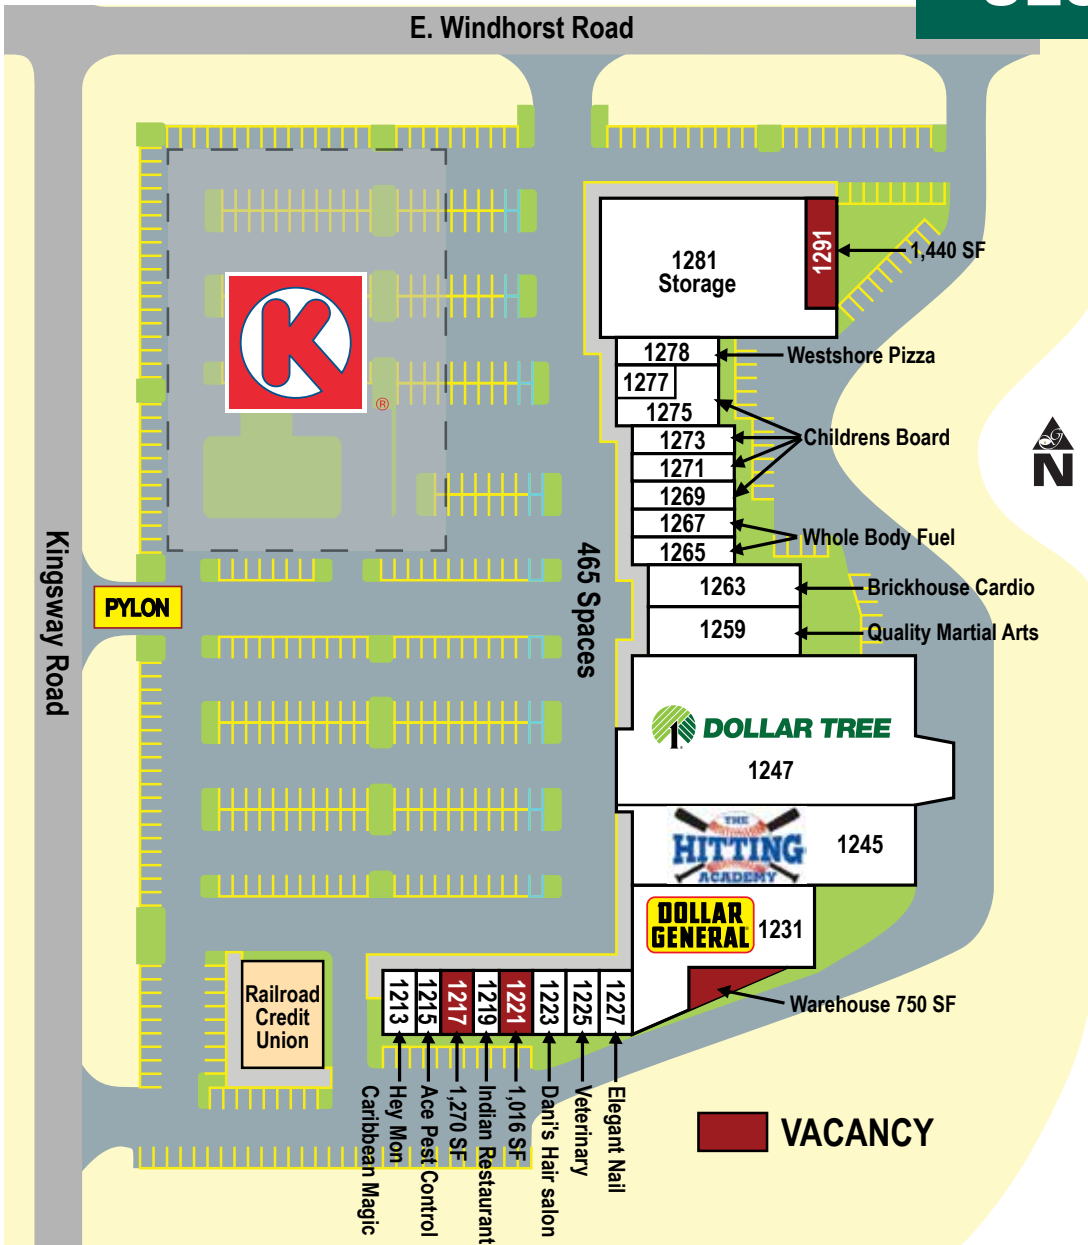 E. Windhorst Road
1281
Storage
1291
1,440 SF
1278
Westshore Pizza
1277
1275
Childrens Board
1273
1271
1269
1267
Whole Body Fuel
1265
1263
Brickhouse Cardio
1259
Quality Martial Arts
K
®
N
Kingsway Road
PYLON
465 Spaces
DOLLAR TREE
1247
THE
HITTING
ACADEMY
1245
DOLLAR
GENERAL
1231
Warehouse 750 SF
Railroad
Credit
Union
1213
1215
1217
1219
1221
1223
1225
1227
Hey Mon
Caribbean Magic
Ace Pest Control
1,270 SF
Indian Restaurant
1,016 SF
Dani's Hair salon
Veterinary
Elegant Nail
VACANCY